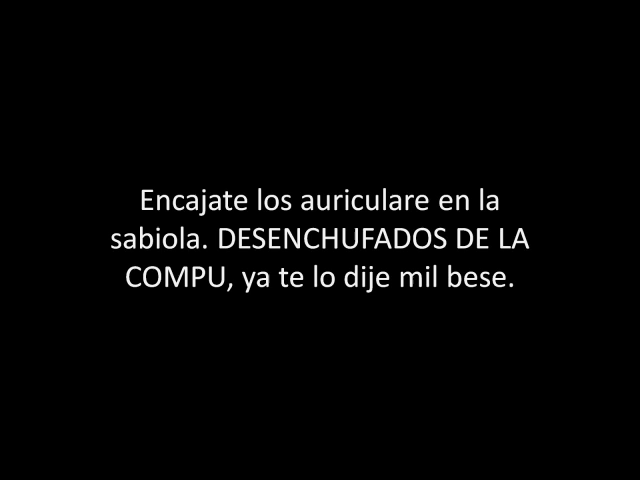 Encajate los auriculare en la
sabiola. DESENCHUFADOS DE LA
COMPU, ya te lo dije mil bese.